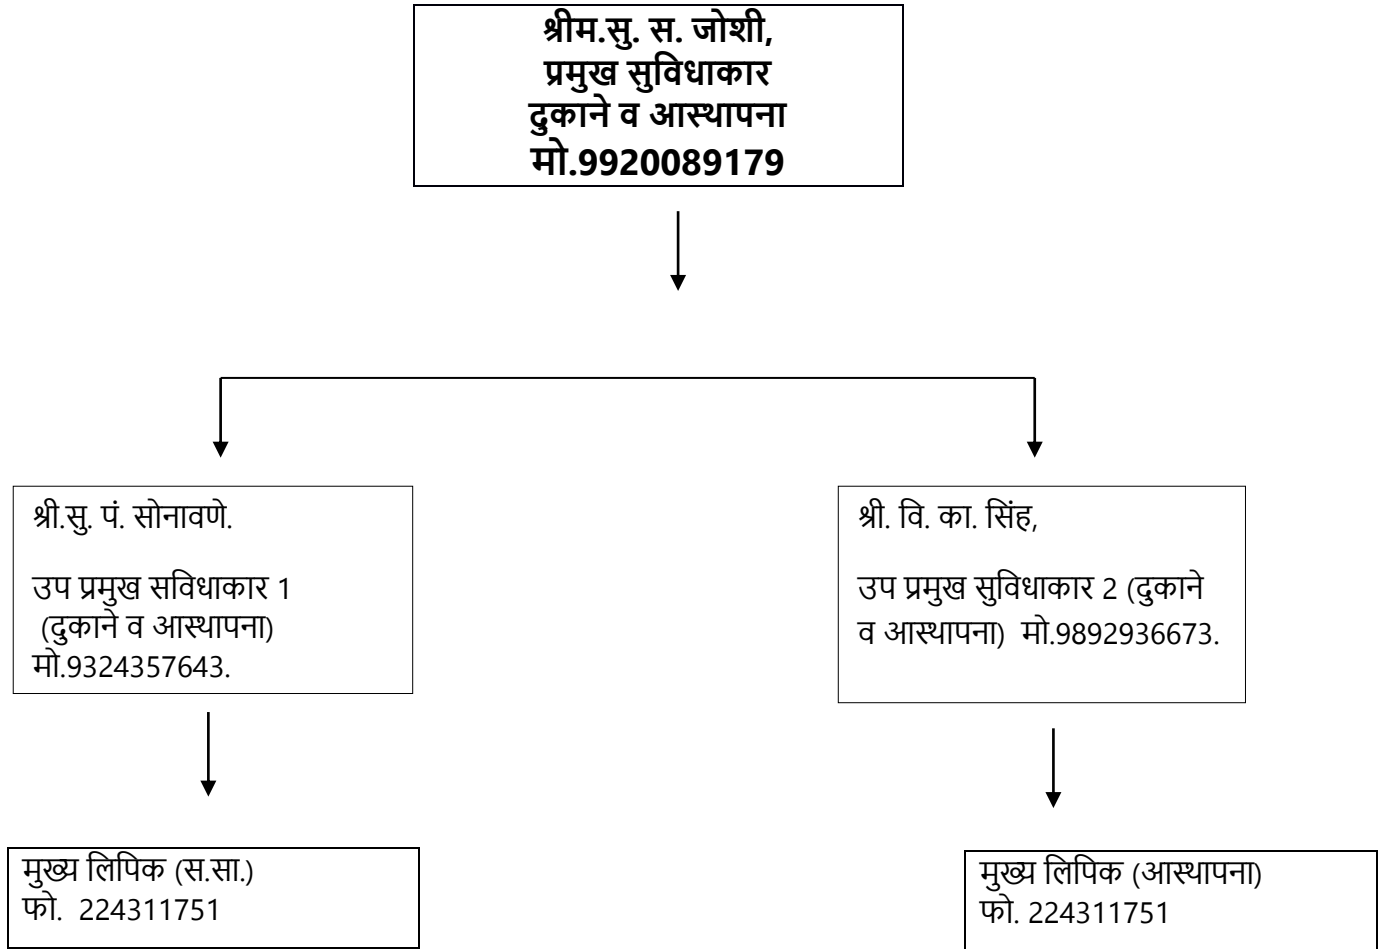 श्रीम.सु. स. जोशी,
प्रमुख सुविधाकार
दुकाने व आस्थापना
मो.9920089179
श्री.सु. पं. सोनावणे.
उप प्रमुख सविधाकार 1
(दुकाने व आस्थापना)
मो.9324357643.
श्री. वि. का. सिंह,
उप प्रमुख सुविधाकार 2 (दुकाने
व आस्थापना) मो.9892936673.
मुख्य लिपिक (स.सा.)
फो. 224311751
मुख्य लिपिक (आस्थापना)
फो. 224311751